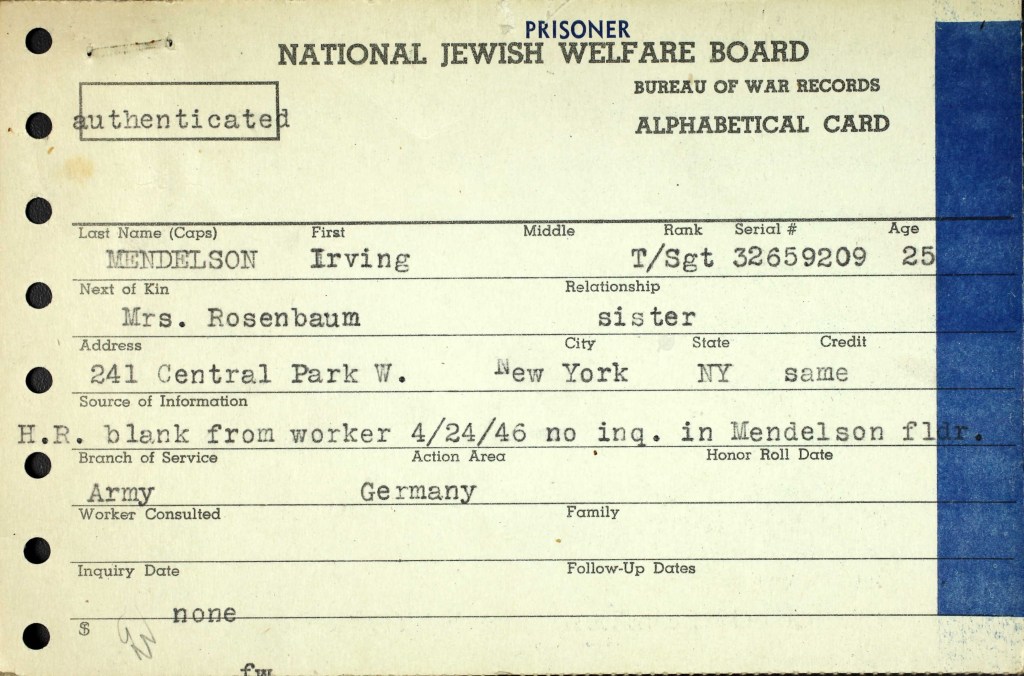 PRISONER
NATIONAL JEWISH WELFARE BOARD
BUREAU OF WAR RECORDS
authenticated
ALPHABETICAL CARD
Last Name (Caps) First Middle Rank Serial # Age
MENDELSON Irving T/Sgt 32659209 25
Next of Kin Relationship
Mrs. Rosenbaum sister
Address City State Credit
241 Central Park W. New York NY same
Source of Information
H.R. blank from worker 4/24/46 no inq. in Mendelson fldr.
Branch of Service Action Area Honor Roll Date
Army Germany
Worker Consulted Family
Inquiry Date Follow-Up Dates
none
$
fw